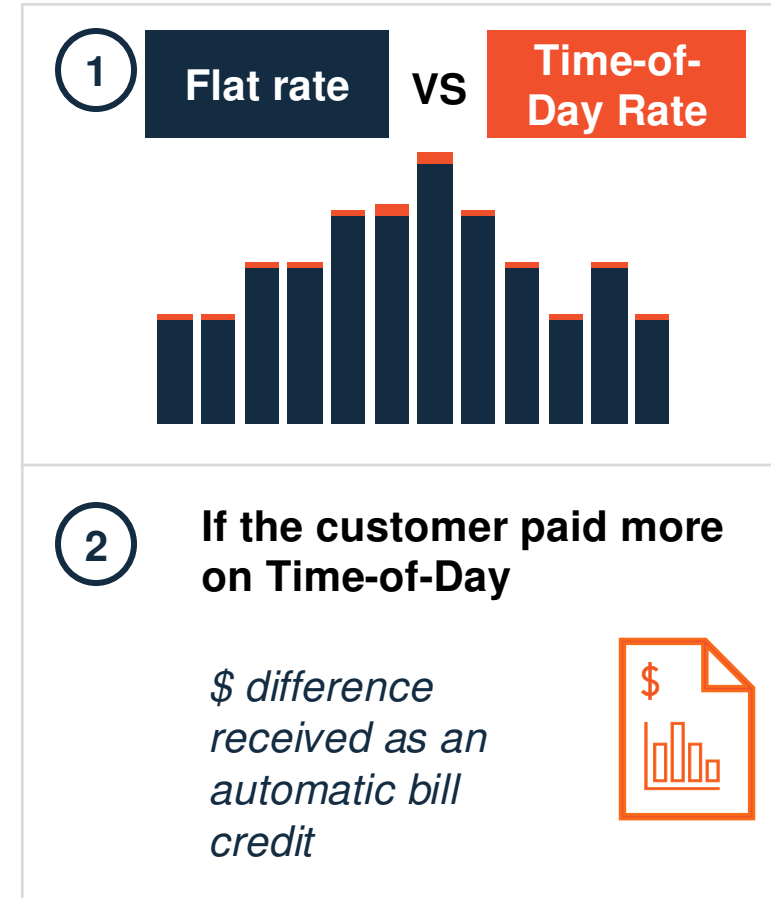 1
Flat rate
VS
Time-of-
Day Rate
2
If the customer paid more
on Time-of-Day
$ difference
received as an
automatic bill
credit
$